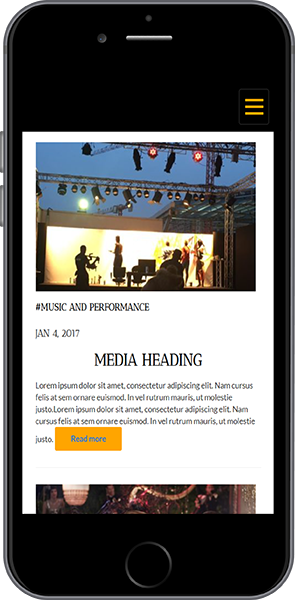 #MUSIC AND PERFORMANCE
JAN 4, 2017
MEDIA HEADING
Lorem ipsum dolor sit amet, consectetur adipiscing elit. Nam cursus
felis at sem ornare euismod. In vel rutrum mauris, ut molestie
justo.Lorem ipsum dolor sit amet, consectetur adipiscing elit. Nam
cursus felis at sem ornare euismod. In vel rutrum mauris, ut molestie
justo. Read more